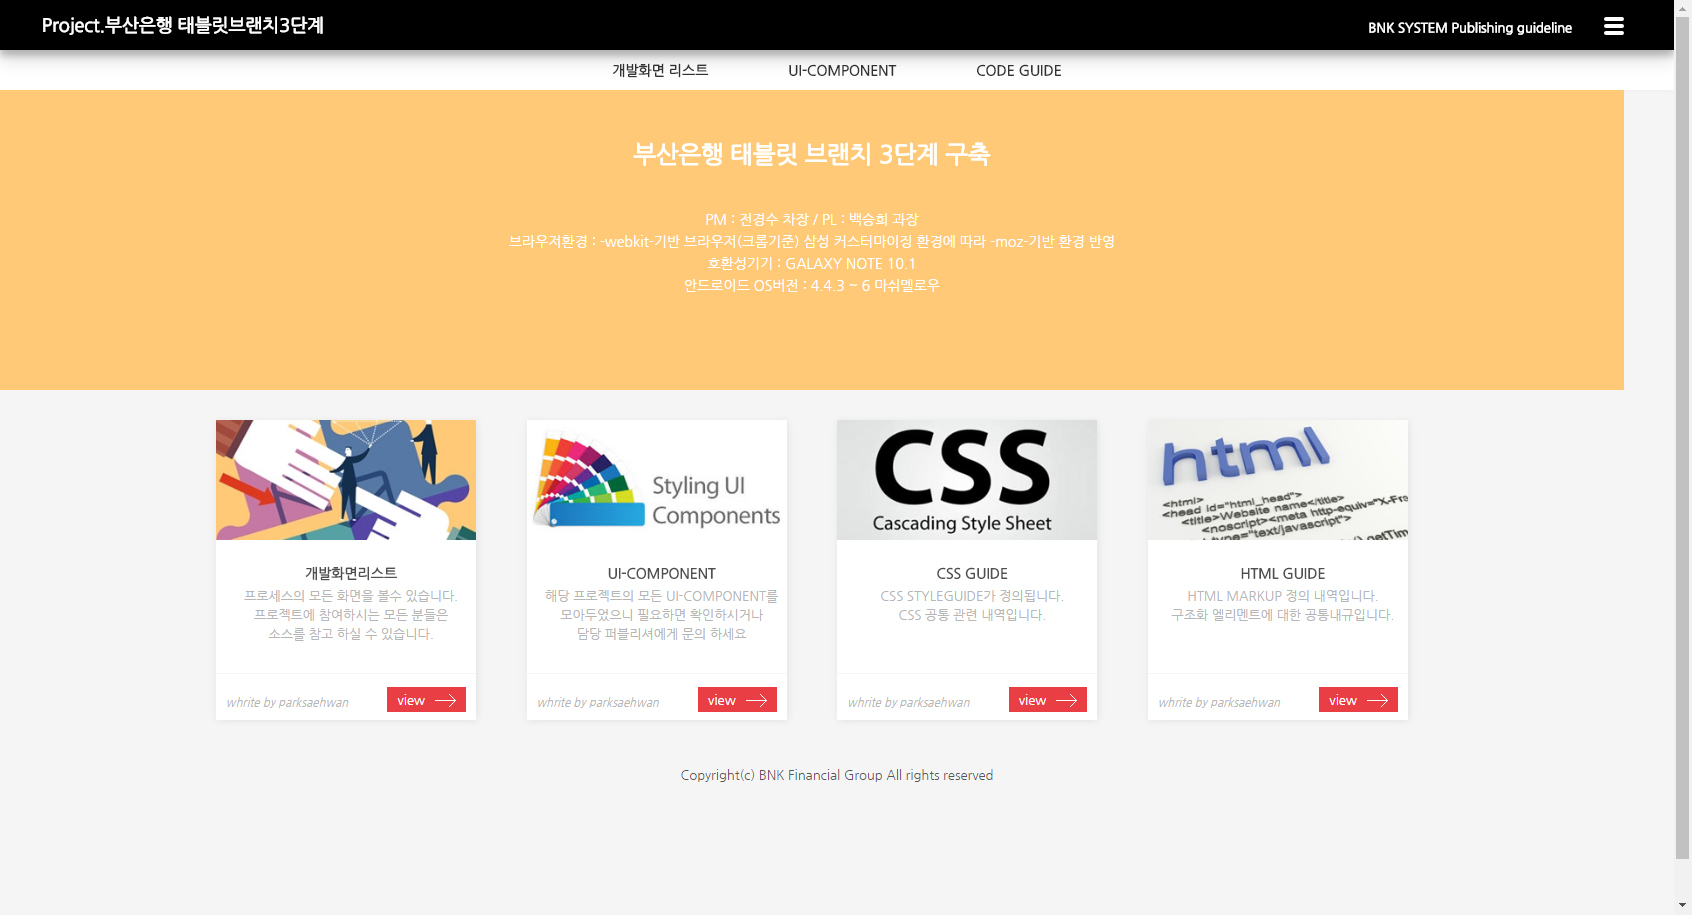 Project.부산은행 태블릿브랜치3단계
BNK SYSTEM Publishing guideline
개발화면 리스트
UI-COMPONENT
CODE GUIDE
부산은행 태블릿 브랜치 3단계 구축
PM : 전경수 차장 / PL : 백승희 과장
브라우저환경 : -webkit-기반 브라우저(크롬기준) 삼성 커스터마이징 환경에 따라 -moz-기반 환경 반영
호환성기기 : GALAXY NOTE 10.1
안드로이드 OS버전 : 4.4.3 ~ 6 마쉬멜로우
개발화면리스트
프로세스의 모든 화면을 볼수 있습니다.
프로젝트에 참여하시는 모든 분들은
소스를 참고 하실 수 있습니다.
whrite by parksaehwan
view
Styling UI
Components
UI-COMPONENT
해당 프로젝트의 모든 UI-COMPONENT를
모아두었으니 필요하면 확인하시거나
담당 퍼블리셔에게 문의 하세요
whrite by parksaehwan
view
CSS
Cascading Style Sheet
CSS GUIDE
CSS STYLEGUIDE가 정의됩니다.
CSS 공통 관련 내역입니다.
whrite by parksaehwan
view
html
<html>
<head id="html_head">
<title>Website name</title>
<noscript><meta http-equiv="X-Fra
type="text/javascript">
HTML GUIDE
HTML MARKUP 정의 내역입니다.
구조화 엘리멘트에 대한 공통내규입니다.
whrite by parksaehwan
view
Copyright(c) BNK Financial Group All rights reserved